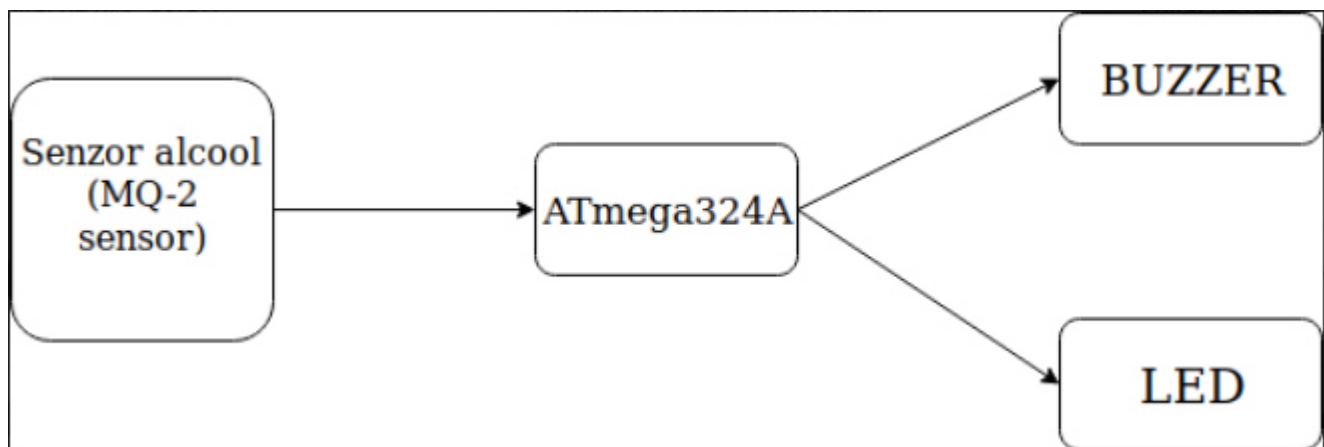 Senzor alcool
(MQ-2
sensor)
ATmega324A
BUZZER
LED